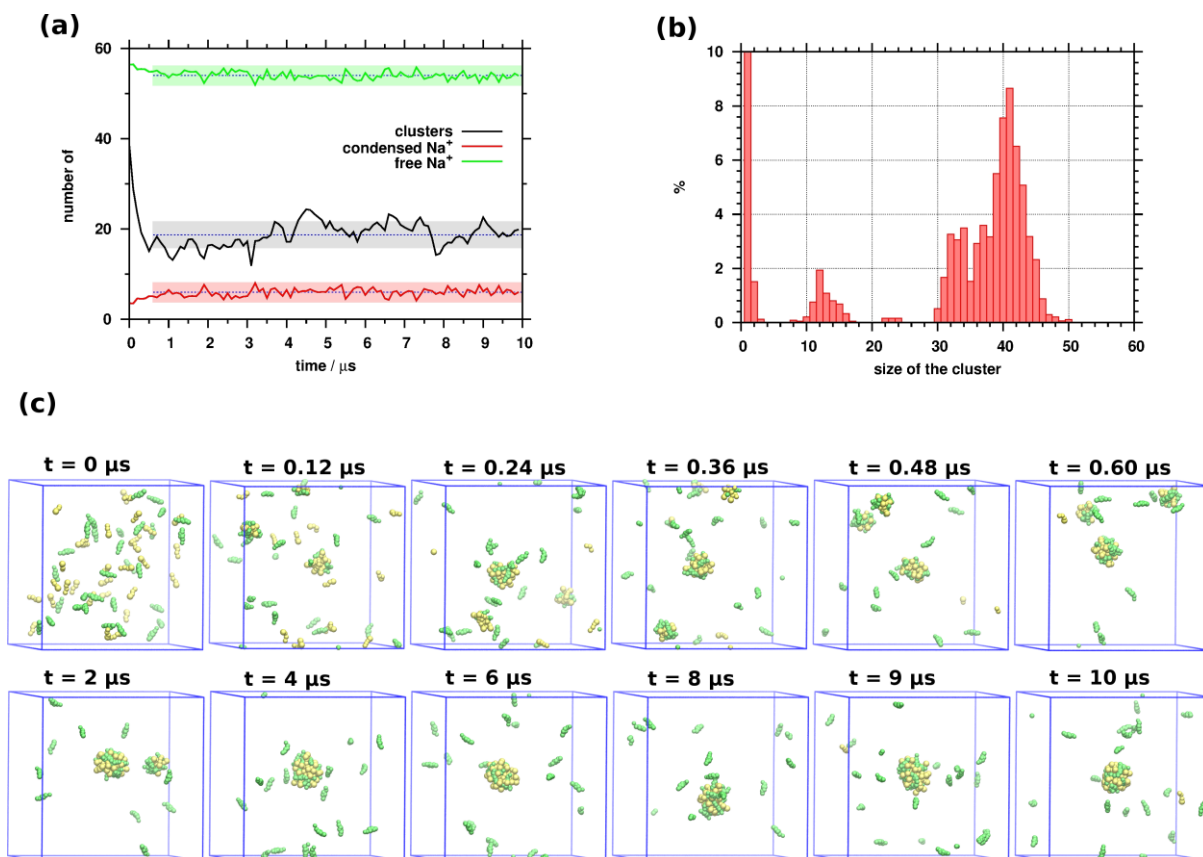 (a)
60
40
20
0
number of
clusters
condensed Na⁺
free Na⁺
0 1 2 3 4 5 6 7 8 9 10
time / μs
(b)
10
8
6
4
2
0
%
0 10 20 30 40 50 60
size of the cluster
(c)
t = 0 μs t = 0.12 μs t = 0.24 μs t = 0.36 μs t = 0.48 μs t = 0.60 μs
t = 2 μs t = 4 μs t = 6 μs t = 8 μs t = 9 μs t = 10 μs